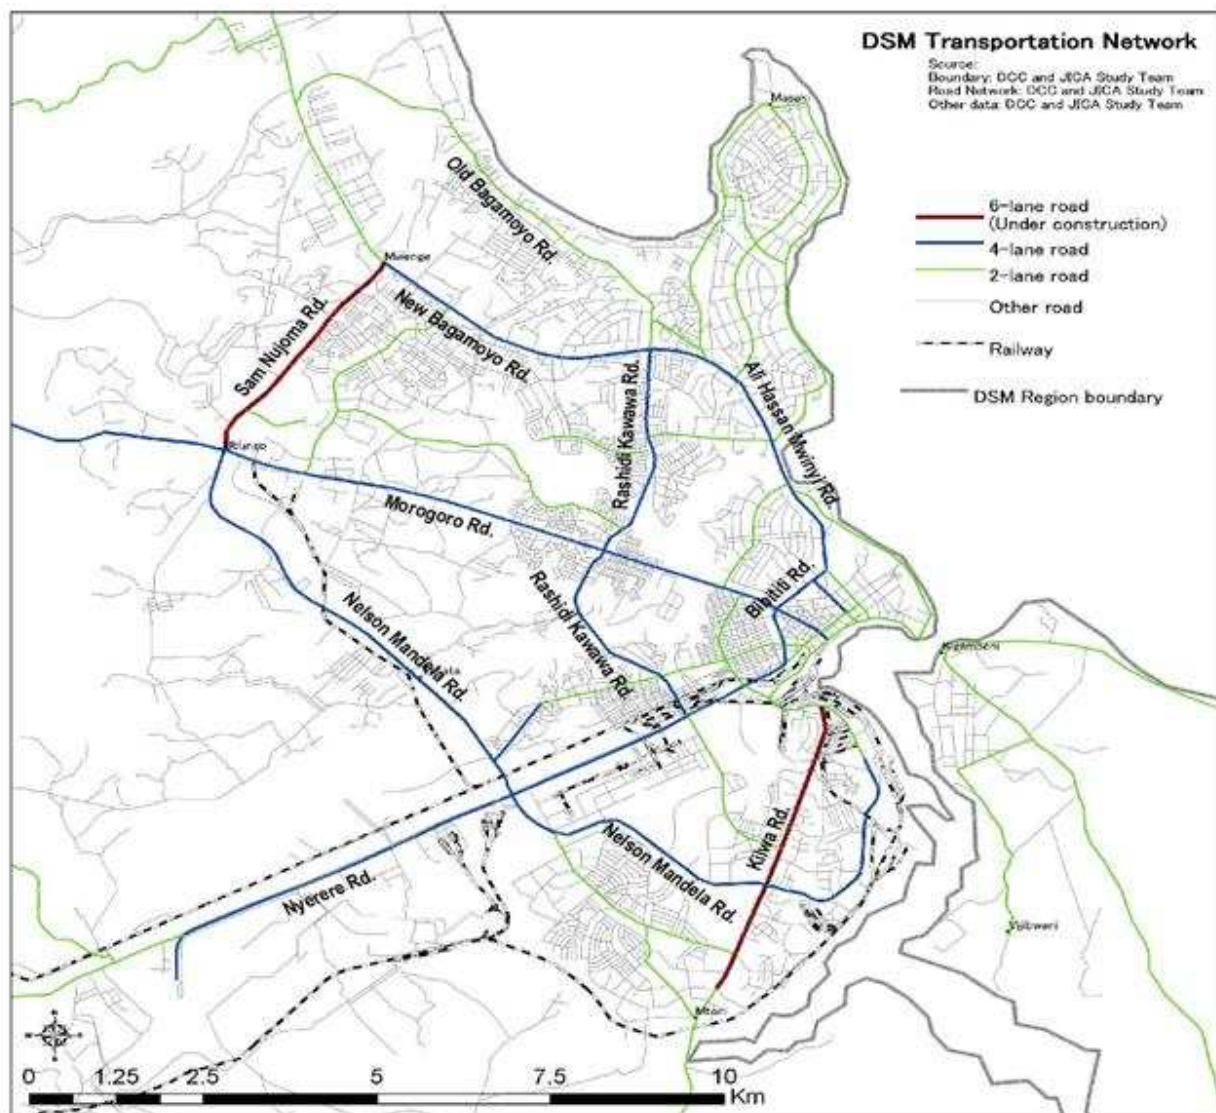 DSM Transportation Network
Source:
Boundary: DCC and JICA Study Team
Road Network: DCC and JICA Study Team
Other data: DCC and JICA Study Team
6-lane road
(Under construction)
4-lane road
2-lane road
Other road
Railway
DSM Region boundary
Old Bagamoyo Rd.
Mwenge
Sam Nujoma Rd.
New Bagamoyo Rd.
Rashidi Kawawa Rd.
Ali Hassan Mwinyi Rd.
Morogoro Rd.
Bibititi Rd.
Rashidi Kawawa Rd.
Nelson Mandela Rd.
Kilwa Rd.
Nelson Mandela Rd.
Nyerere Rd.
0 1.25 2.5 5 7.5 10
Km